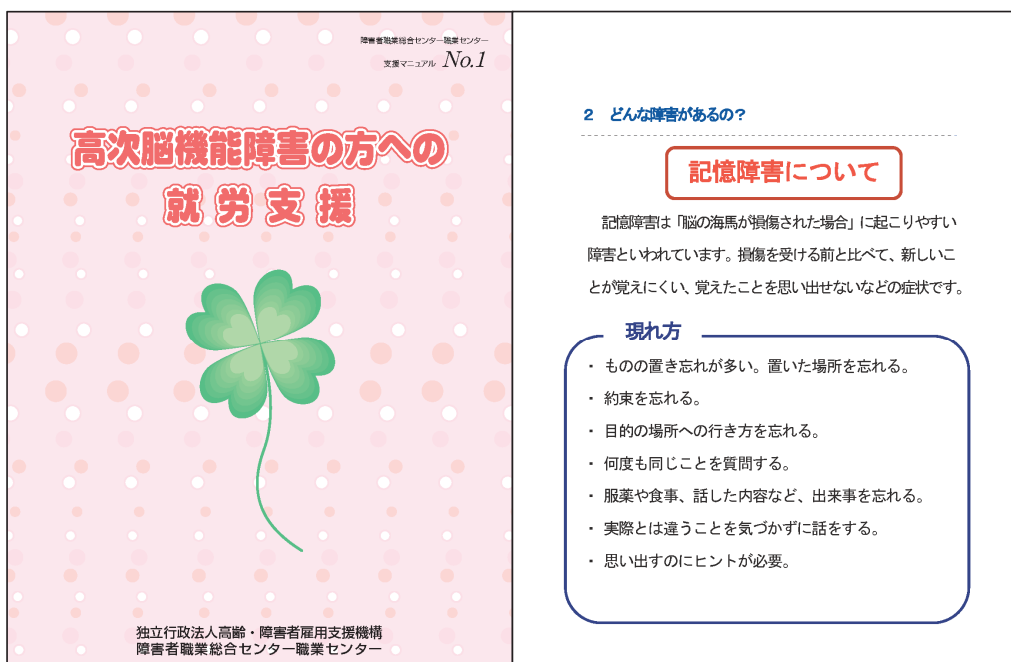 障害者職業総合センター職業センター
支援マニュアル No.1
高次脳機能障害の方への
就労支援
独立行政法人高齢・障害者雇用支援機構
障害者職業総合センター職業センター
2 どんな障害があるの？
記憶障害について
記憶障害は「脳の海馬が損傷された場合」に起こりやすい
障害といわれています。損傷を受ける前と比べて、新しいこ
とが覚えにくい、覚えたことを思い出せないなどの症状です。
現れ方
・ ものの置き忘れが多い。置いた場所を忘れる。
・ 約束を忘れる。
・ 目的の場所への行き方を忘れる。
・ 何度も同じことを質問する。
・ 服薬や食事、話した内容など、出来事を忘れる。
・ 実際とは違うことを気づかずに話をする。
・ 思い出すのにヒントが必要。